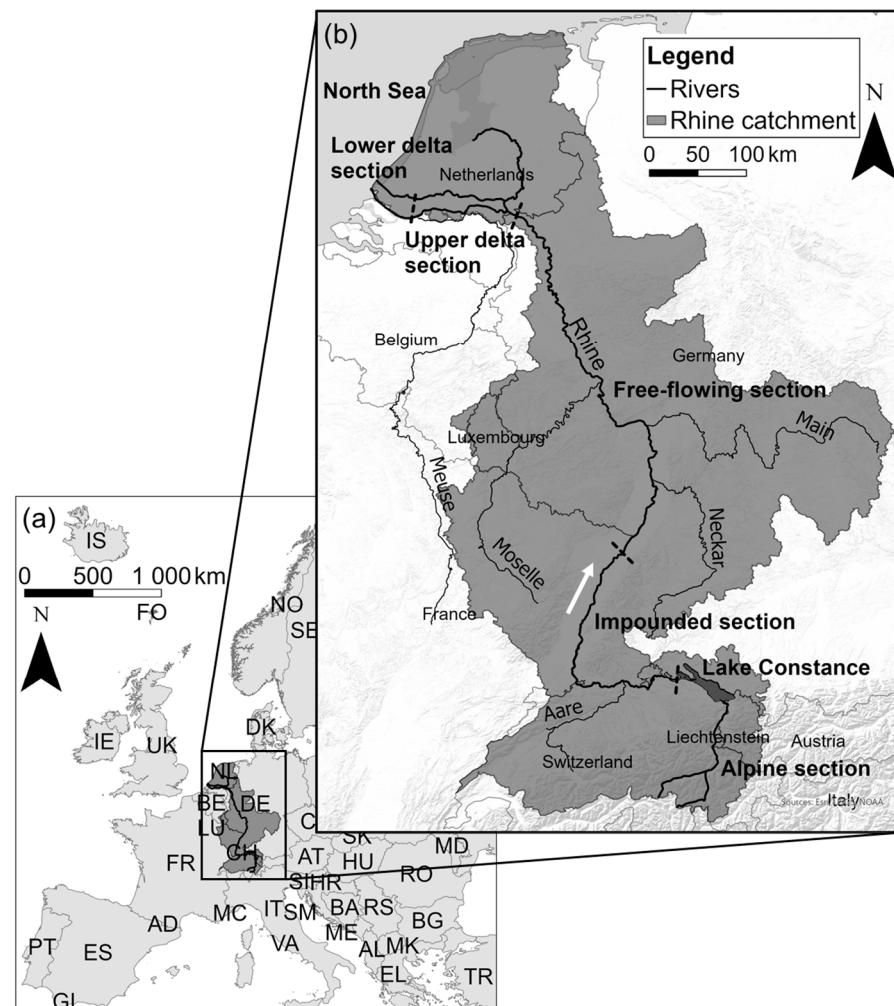 (b)
Legend
N
Rivers
Rhine catchment
0 50 100 km
North Sea
Lower delta
section
Netherlands
Upper delta
section
Belgium
Rhine
Germany
Free-flowing section
Main
Luxembourg
Meuse
Neckar
Moselle
France
Impounded section
Lake Constance
Aare
Liechtenstein
Austria
Switzerland
Alpine section
Italy
(a)
IS
0 500 1 000 km
N
FO
NO
SE
DK
IE
UK
NL
BE
DE
LU
CH
FR
AT
SK
HU
MD
SI
HR
RO
MC
IT
SM
BA
RS
AD
BG
PT
ES
VA
ME
AL
MK
EL
TR